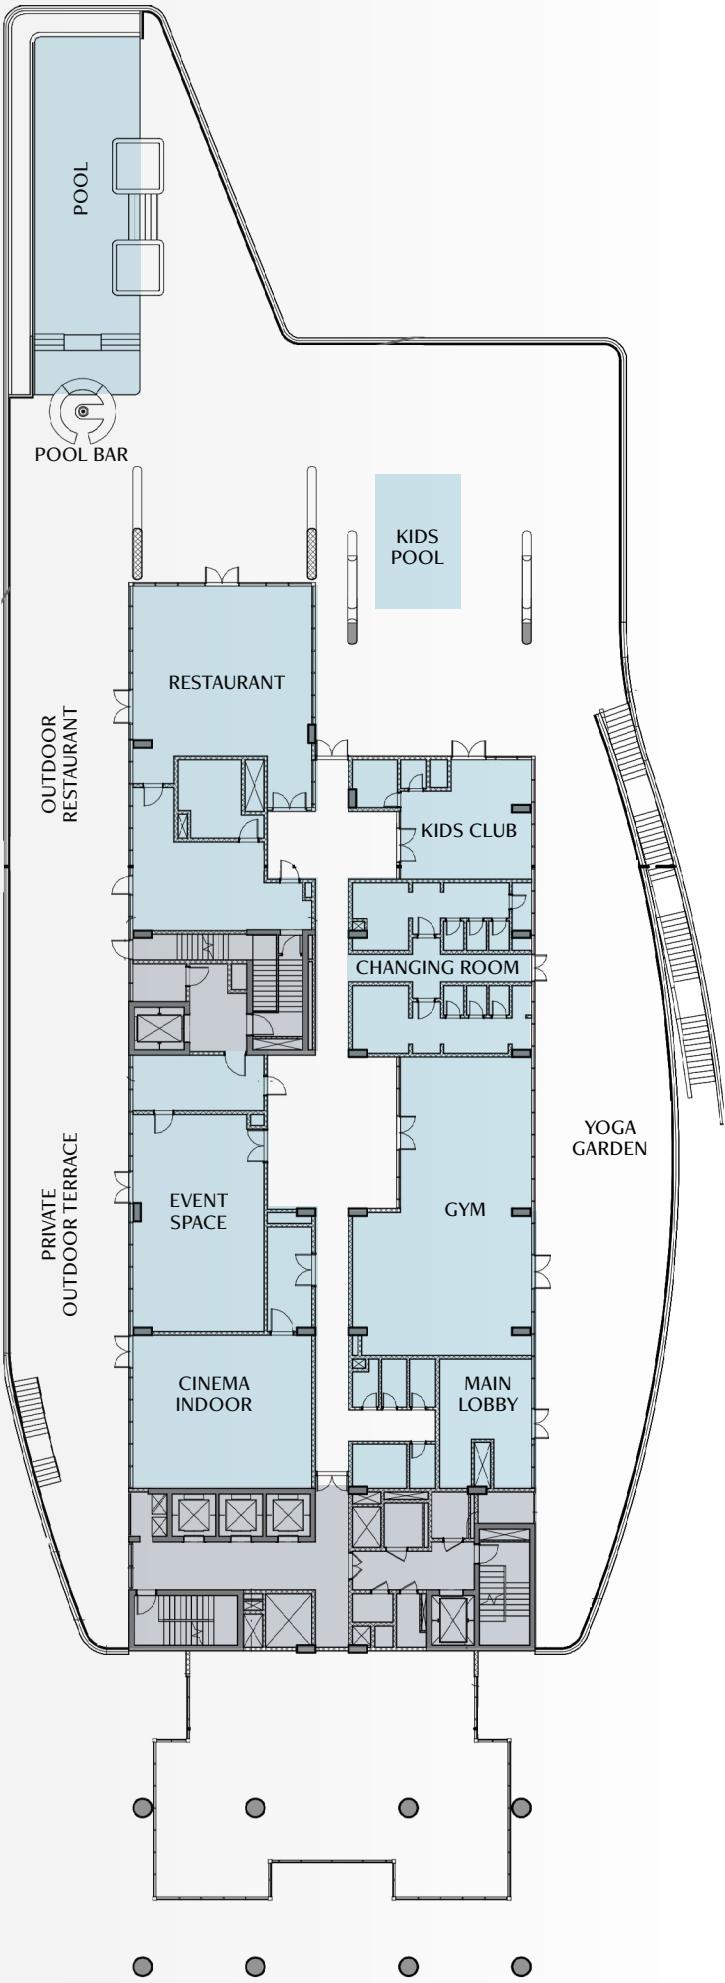 POOL
POOL BAR
KIDS
POOL
RESTAURANT
OUTDOOR
RESTAURANT
KIDS CLUB
CHANGING ROOM
YOGA
GARDEN
PRIVATE
OUTDOOR TERRACE
EVENT
SPACE
GYM
CINEMA
INDOOR
MAIN
LOBBY